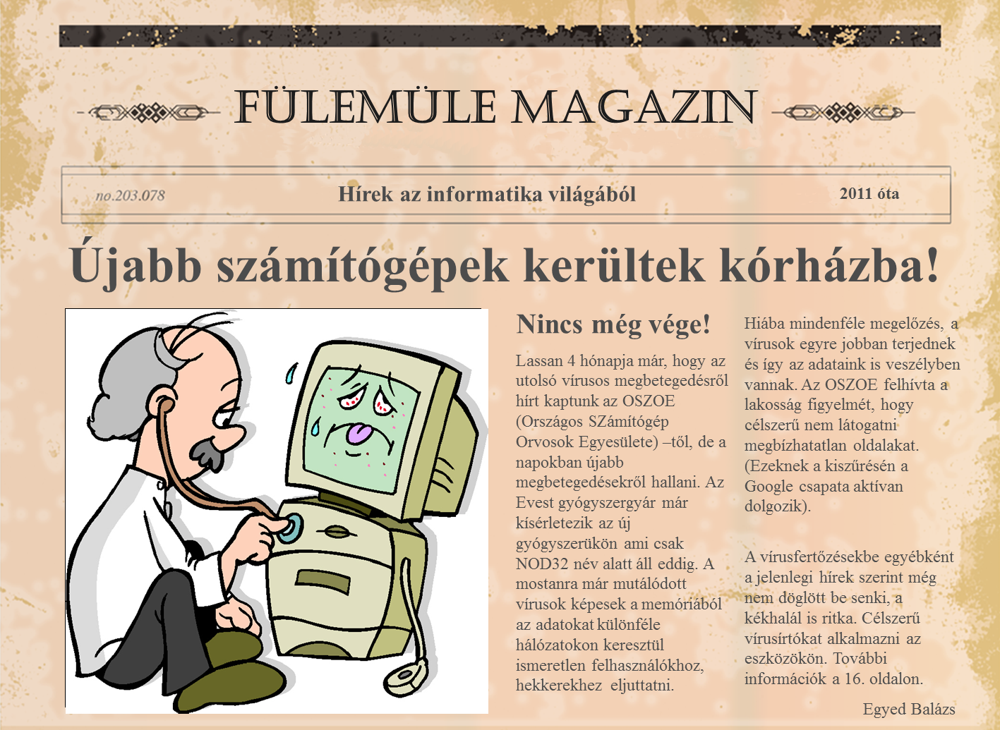 FÜLEMÜLE MAGAZIN
no.203.078
Hírek az informatika világából
2011 óta
Újabb számítógépek kerültek kórházba!
Nincs még vége!
Lassan 4 hónapja már, hogy az
utolsó vírusos megbetegedésről
hírt kaptunk az OSZOE
(Országos SZámítógép
Orvosok Egyesülete) –től, de a
napokban újabb
megbetegedésekről hallani. Az
Evest gyógyszergyár már
kísérletezik az új
gyógyszerükön ami csak
NOD32 név alatt áll eddig. A
mostanra már mutálódott
vírusok képesek a memóriából
az adatokat különféle
hálózatokon keresztül
ismeretlen felhasználókhoz,
hekkerekhez eljuttatni.
Hiába mindenféle megelőzés, a
vírusok egyre jobban terjednek
és így az adataink is veszélyben
vannak. Az OSZOE felhívta a
lakosság figyelmét, hogy
célszerű nem látogatni
megbízhatatlan oldalakat.
(Ezeknek a kiszűrésén a
Google csapata aktívan
dolgozik).
A vírusfertőzésekbe egyébként
a jelenlegi hírek szerint még
nem döglött be senki, a
kékhalál is ritka. Célszerű
vírusírtókat alkalmazni az
eszközökön. További
információk a 16. oldalon.
Egyed Balázs